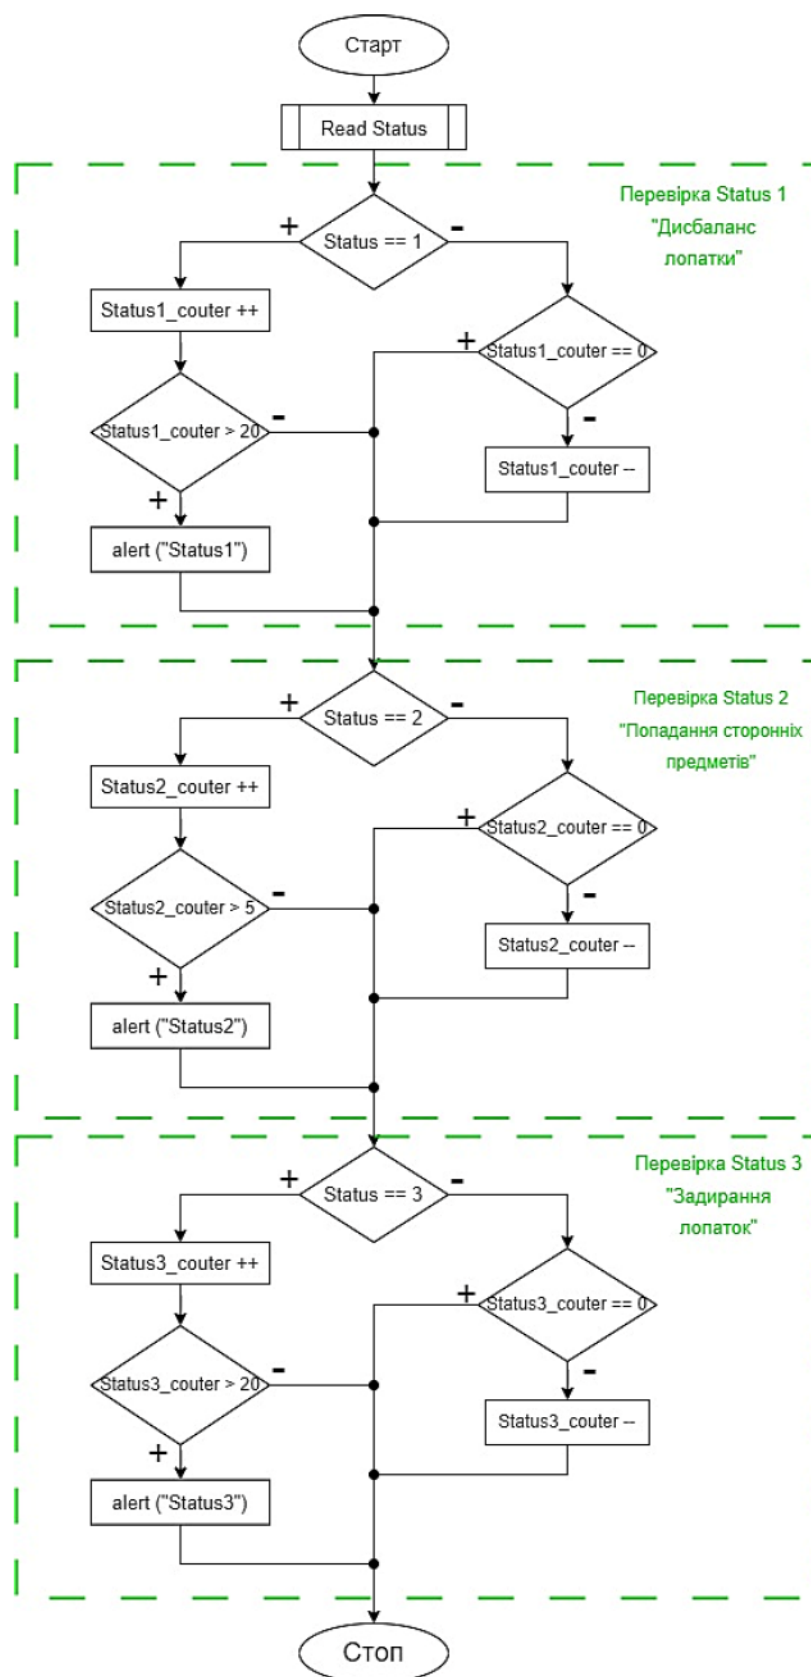 Старт
Read Status
Перевірка Status 1
"Дисбаланс
лопатки"
+
Status == 1
-
Status1_couter ++
+
Status1_couter == 0
Status1_couter > 20
-
-
Status1_couter --
+
alert ("Status1")
Перевірка Status 2
"Попадання сторонніх
предметів"
+
Status == 2
-
Status2_couter ++
+
Status2_couter == 0
Status2_couter > 5
-
-
Status2_couter --
+
alert ("Status2")
Перевірка Status 3
"Задирання
лопаток"
+
Status == 3
-
Status3_couter ++
+
Status3_couter == 0
Status3_couter > 20
-
-
Status3_couter --
+
alert ("Status3")
Стоп